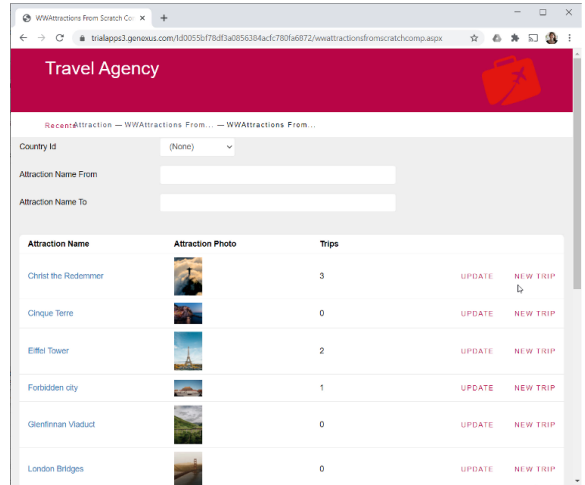 WWAttractions From Scratch Co
trialapps3.genexus.com/Id0055bf78df3a0856384acfc780fa6872/wwattractionsfromscratchcomp.aspx
Travel Agency
Recents Attraction — WWAttractions From... — WWAttractions From...
Country Id (None)
Attraction Name From
Attraction Name To
Attraction Name Attraction Photo Trips
Christ the Redemmer 3 UPDATE NEW TRIP
Cinque Terre 0 UPDATE NEW TRIP
Eiffel Tower 2 UPDATE NEW TRIP
Forbidden city 1 UPDATE NEW TRIP
Glenfinnan Viaduct 0 UPDATE NEW TRIP
London Bridges 0 UPDATE NEW TRIP